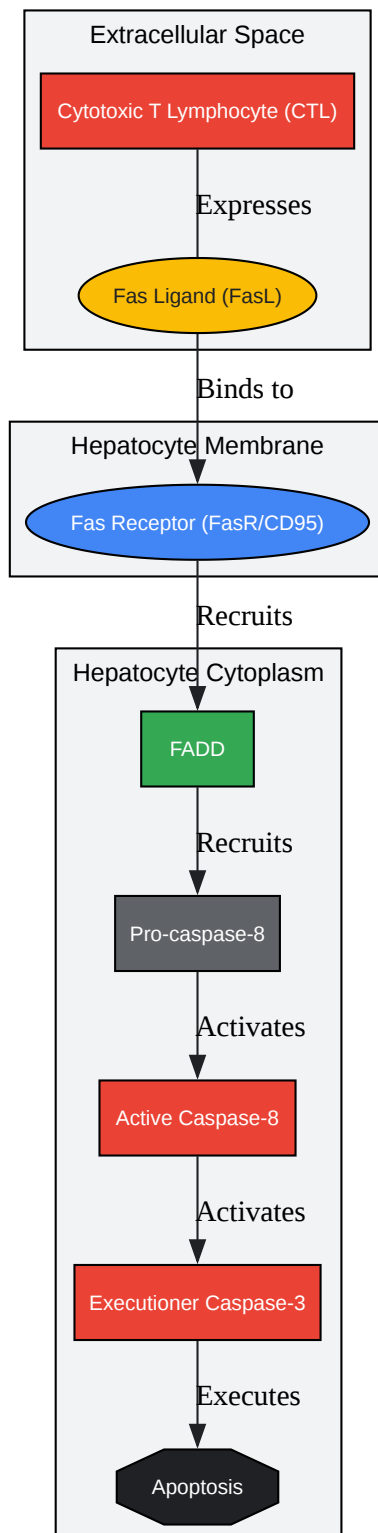 Extracellular Space
Cytotoxic T Lymphocyte (CTL)
Expresses
Fas Ligand (FasL)
Binds to
Hepatocyte Membrane
Fas Receptor (FasR/CD95)
Recruits
Hepatocyte Cytoplasm
FADD
Recruits
Pro-caspase-8
Activates
Active Caspase-8
Activates
Executioner Caspase-3
Executes
Apoptosis